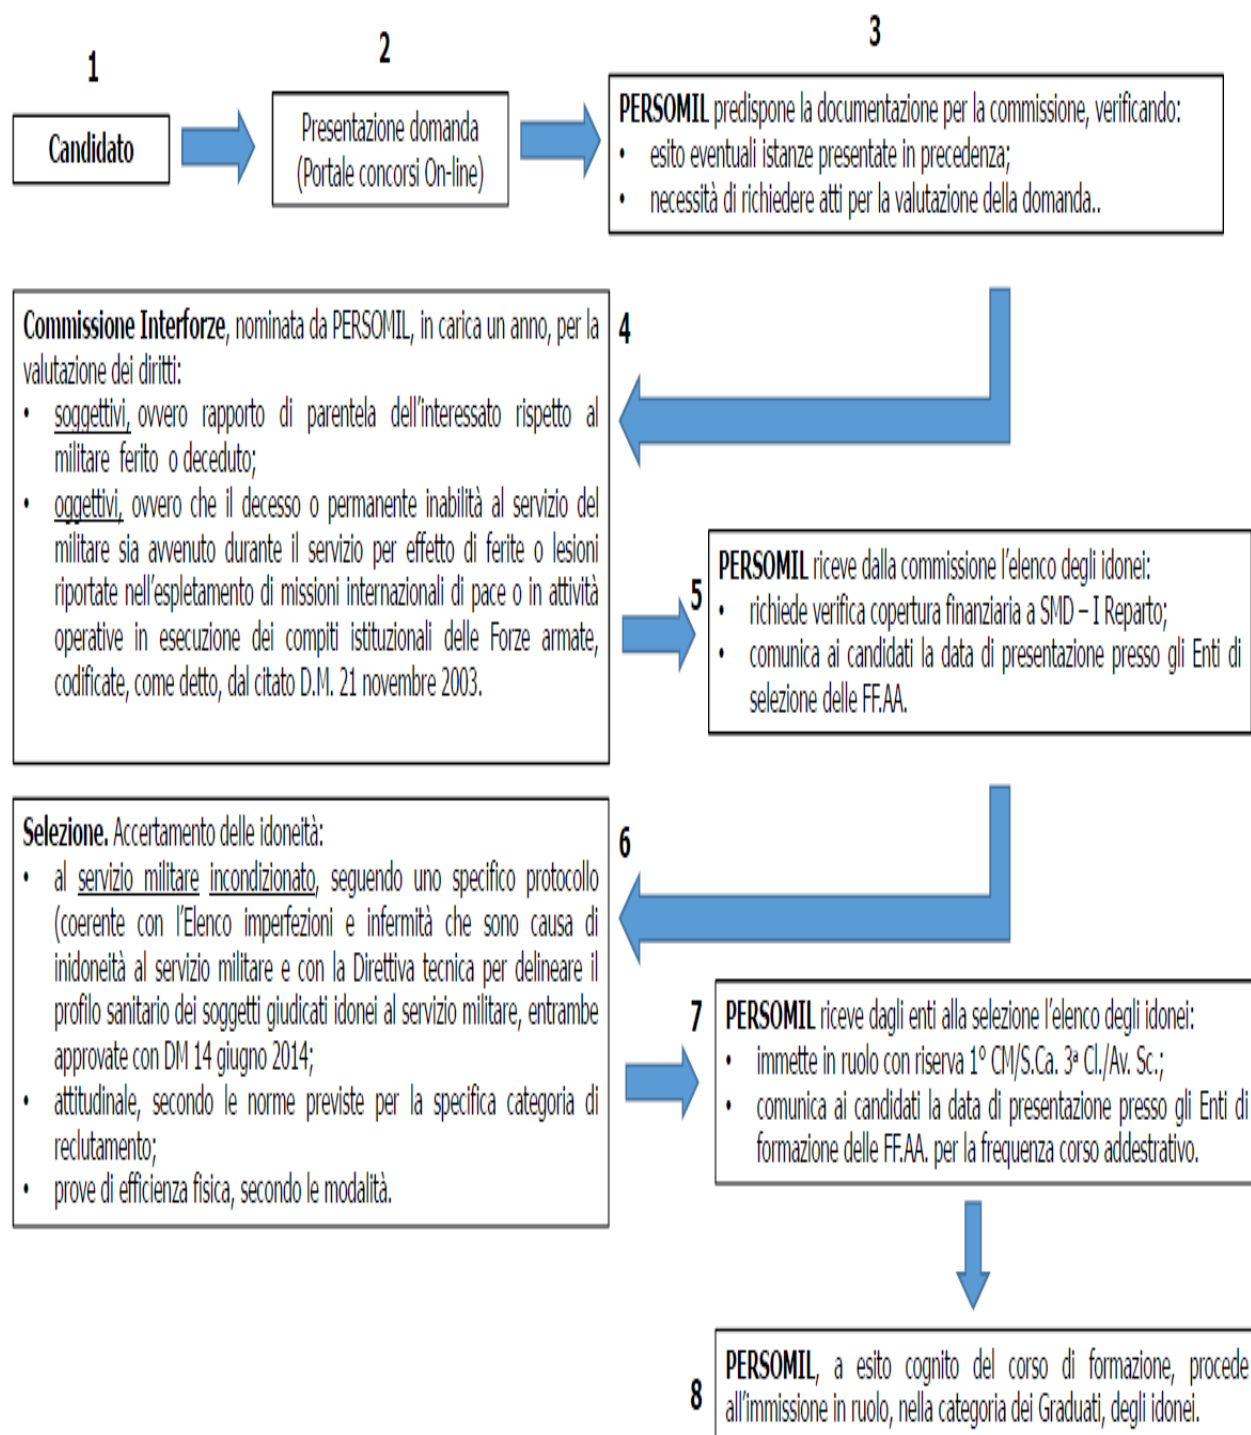 1
Candidato
2
Presentazione domanda
(Portale concorsi On-line)
3
PERSOMIL predispone la documentazione per la commissione, verificando:
• esito eventuali istanze presentate in precedenza;
• necessità di richiedere atti per la valutazione della domanda..
4
Commissione Interforze, nominata da PERSOMIL, in carica un anno, per la
valutazione dei diritti:
• soggettivi, ovvero rapporto di parentela dell'interessato rispetto al
militare ferito o deceduto;
• oggettivi, ovvero che il decesso o permanente inabilità al servizio del
militare sia avvenuto durante il servizio per effetto di ferite o lesioni
riportate nell'espletamento di missioni internazionali di pace o in attività
operative in esecuzione dei compiti istituzionali delle Forze armate,
codificate, come detto, dal citato D.M. 21 novembre 2003.
5
PERSOMIL riceve dalla commissione l'elenco degli idonei:
• richiede verifica copertura finanziaria a SMD – I Reparto;
• comunica ai candidati la data di presentazione presso gli Enti di
selezione delle FF.AA.
6
Selezione. Accertamento delle idoneità:
• al servizio militare incondizionato, seguendo uno specifico protocollo
(coerente con l'Elenco imperfezioni e infermità che sono causa di
inidoneità al servizio militare e con la Direttiva tecnica per delineare il
profilo sanitario dei soggetti giudicati idonei al servizio militare, entrambe
approvate con DM 14 giugno 2014;
• attitudinale, secondo le norme previste per la specifica categoria di
reclutamento;
• prove di efficienza fisica, secondo le modalità.
7
PERSOMIL riceve dagli enti alla selezione l'elenco degli idonei:
• immette in ruolo con riserva 1º CM/S.Ca. 3ª Cl./Av. Sc.;
• comunica ai candidati la data di presentazione presso gli Enti di
formazione delle FF.AA. per la frequenza corso addestrativo.
8
PERSOMIL, a esito cognito del corso di formazione, procede
all'immissione in ruolo, nella categoria dei Graduati, degli idonei.